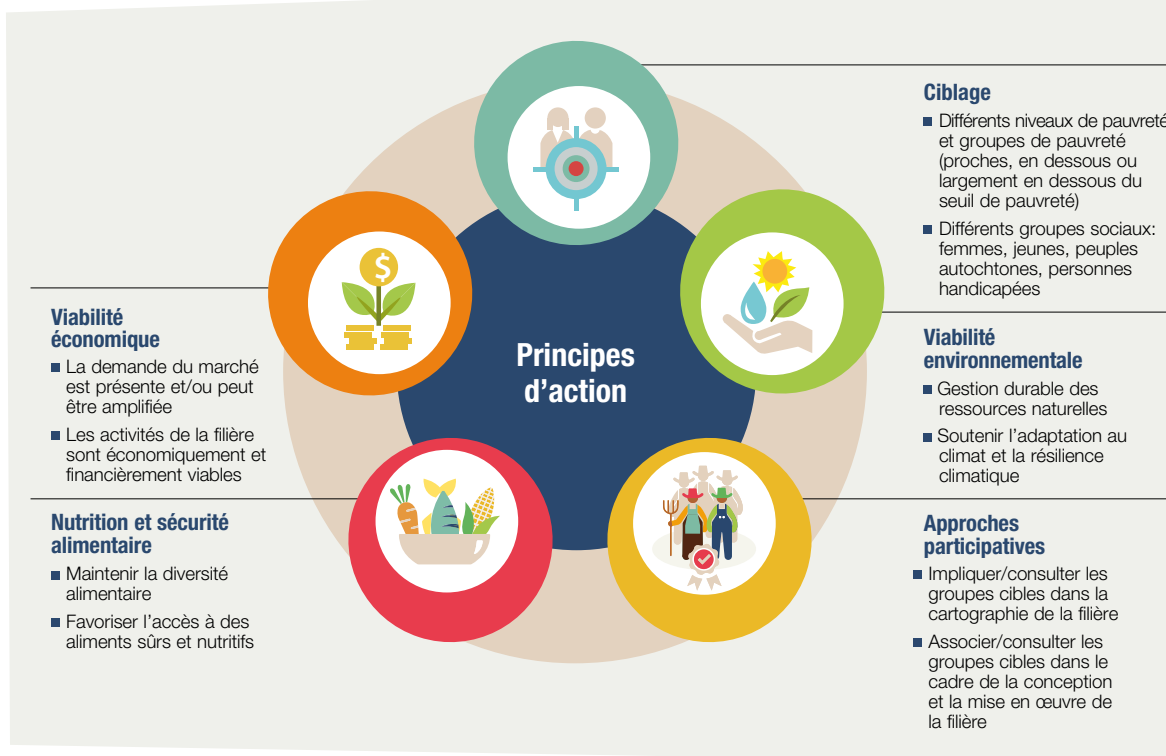 Principes
d’action
Ciblage
■ Différents niveaux de pauvreté
et groupes de pauvreté
(proches, en dessous ou
largement en dessous du
seuil de pauvreté)
■ Différents groupes sociaux:
femmes, jeunes, peuples
autochtones, personnes
handicapées
Viabilité
environnementale
■ Gestion durable des
ressources naturelles
■ Soutenir l’adaptation au
climat et la résilience
climatique
Approches
participatives
■ Impliquer/consulter les
groupes cibles dans la
cartographie de la filière
■ Associer/consulter les
groupes cibles dans le
cadre de la conception
et la mise en œuvre de
la filière
Viabilité
économique
■ La demande du marché
est présente et/ou peut
être amplifiée
■ Les activités de la filière
sont économiquement et
financièrement viables
Nutrition et sécurité
alimentaire
■ Maintenir la diversité
alimentaire
■ Favoriser l’accès à des
aliments sûrs et nutritifs
$